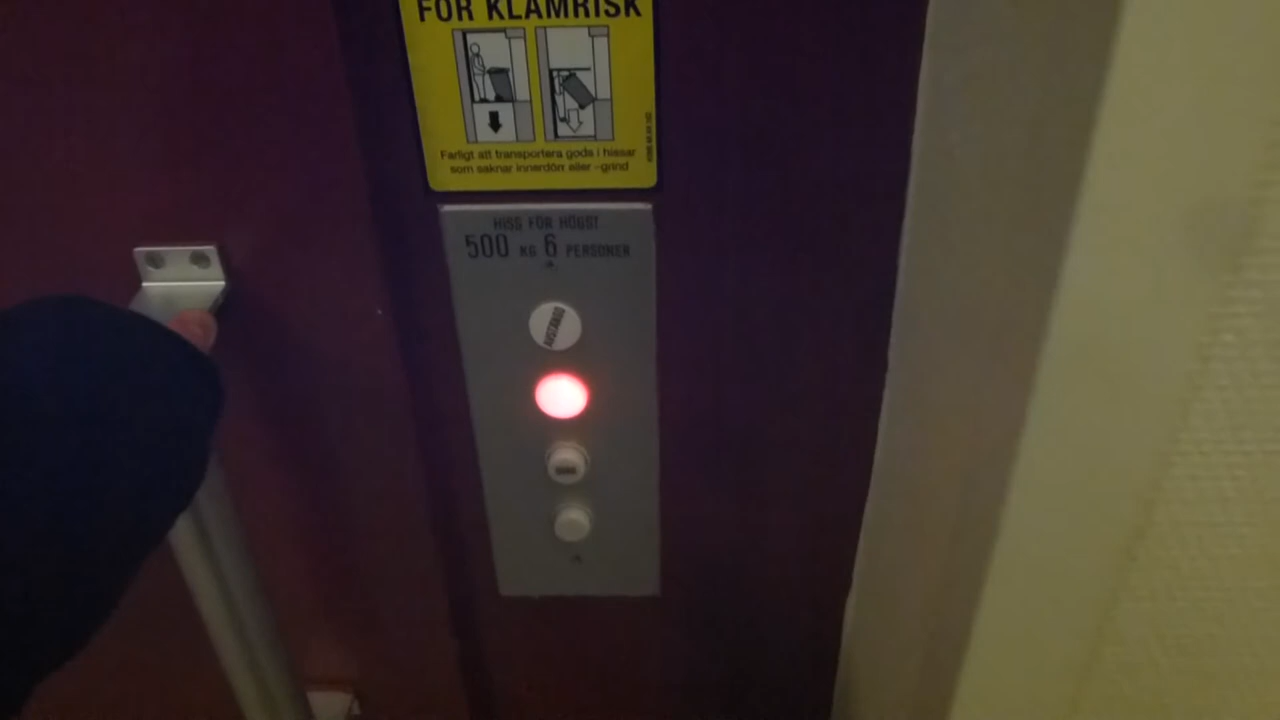 FÖR KLÄMRISK
Farligt att transportera gods i hissar
som saknar innerdörr eller -grind
HISS FÖR HÖGST
500 KG 6 PERSONER
AVSTÄNGD